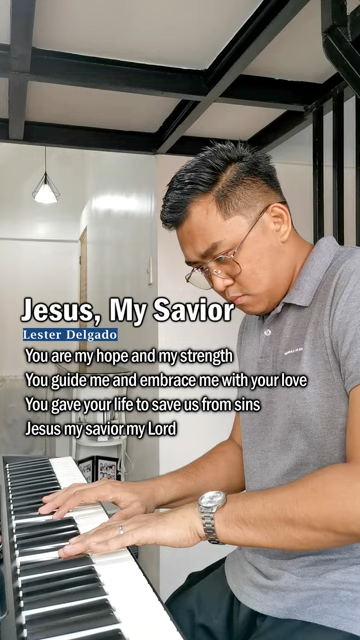 Jesus, My Savior
Lester Delgado
You are my hope and my strength
You guide me and embrace me with your love
You gave your life to save us from sins
Jesus my savior my Lord